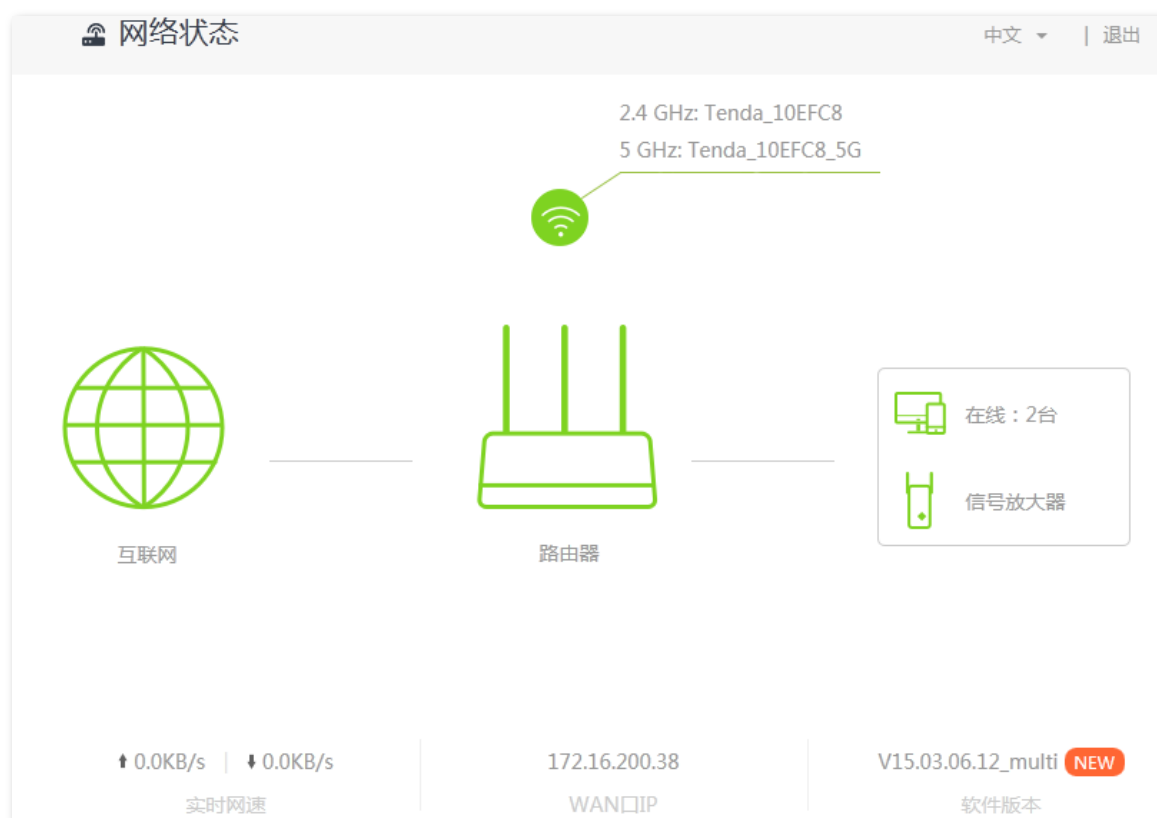 网络状态
中文 | 退出
2.4 GHz: Tenda_10EFC8
5 GHz: Tenda_10EFC8_5G
在线：2台
信号放大器
互联网
路由器
0.0KB/s | 0.0KB/s
172.16.200.38
V15.03.06.12_multi NEW
实时网速
WAN口IP
软件版本